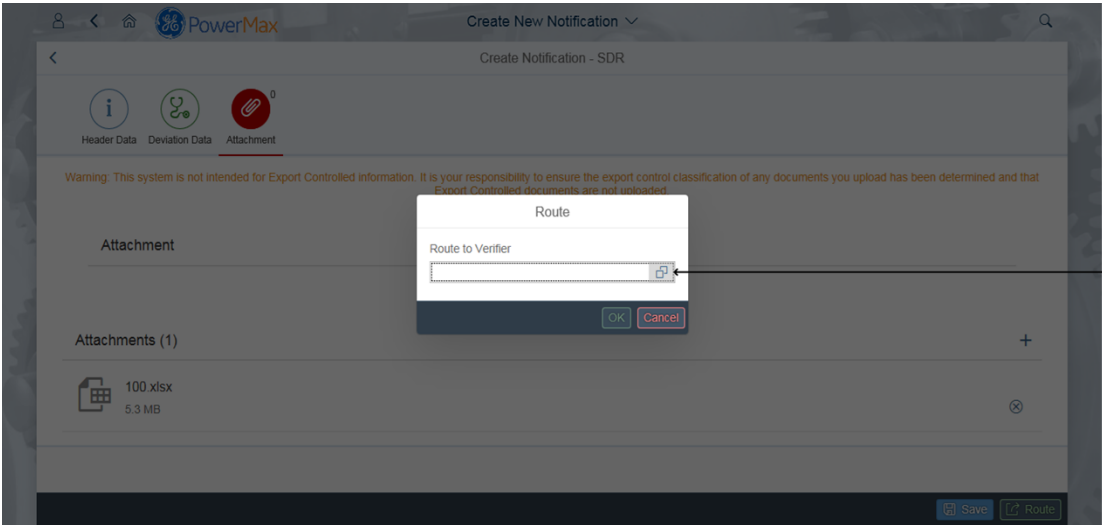 PowerMax
Create New Notification
Create Notification - SDR
0
Header Data
Deviation Data
Attachment
Warning: This system is not intended for Export Controlled information. It is your responsibility to ensure the export control classification of any documents you upload has been determined and that
Export Controlled documents are not uploaded.
Route
Route to Verifier
Attachment
OK
Cancel
Attachments (1)
100.xlsx
5.3 MB
Save
Route